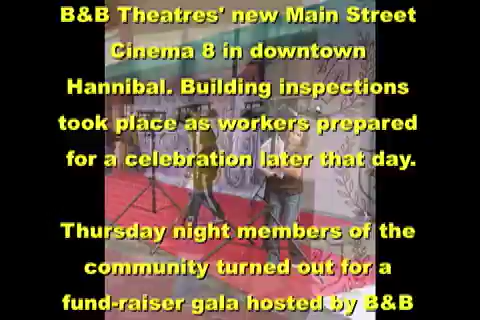 B&B Theatres' new Main Street
Cinema 8 in downtown
Hannibal. Building inspections
took place as workers prepared
for a celebration later that day.
Thursday night members of the
community turned out for a
fund-raiser gala hosted by B&B